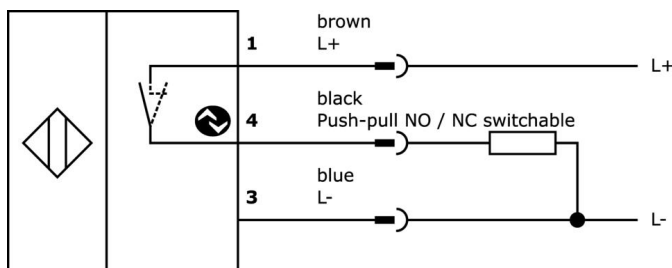 brown
1 L+
L+
black
4 Push-pull NO / NC switchable
blue
3 L-
L-